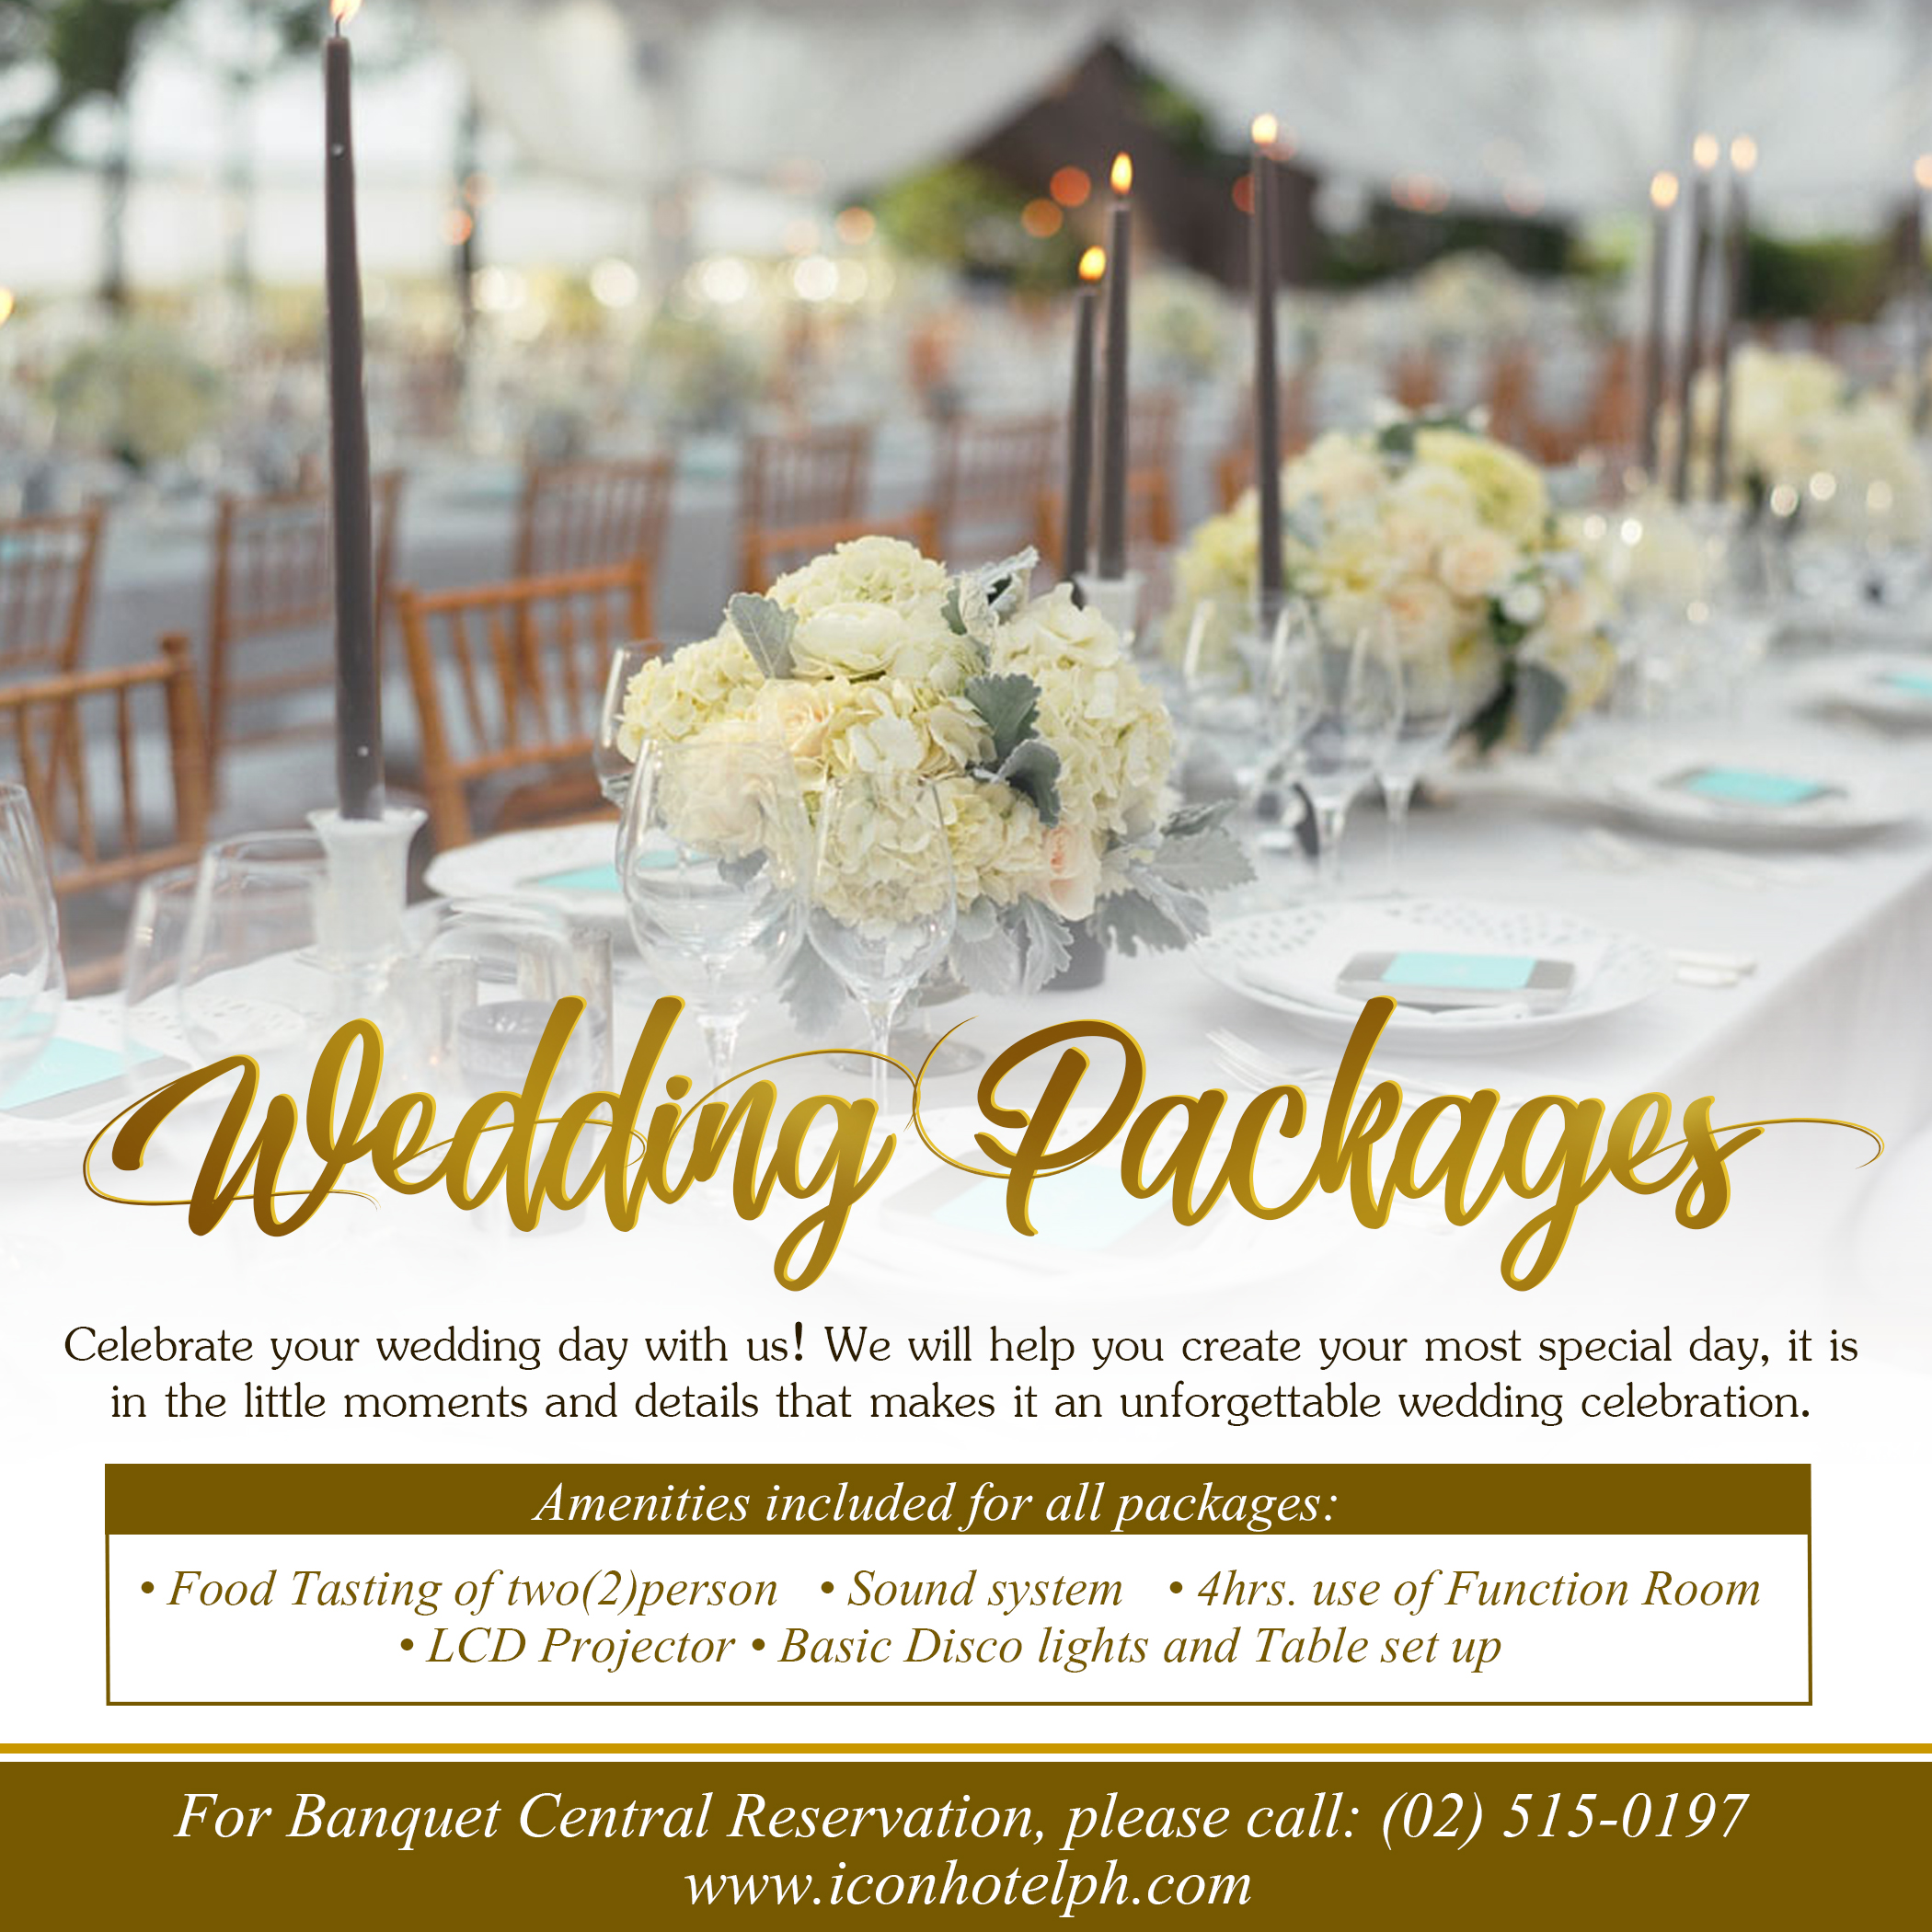 Wedding Packages
Celebrate your wedding day with us! We will help you create your most special day, it is
in the little moments and details that makes it an unforgettable wedding celebration.
Amenities included for all packages:
• Food Tasting of two(2)person • Sound system • 4hrs. use of Function Room
• LCD Projector • Basic Disco lights and Table set up
For Banquet Central Reservation, please call: (02) 515-0197
www.iconhotelph.com